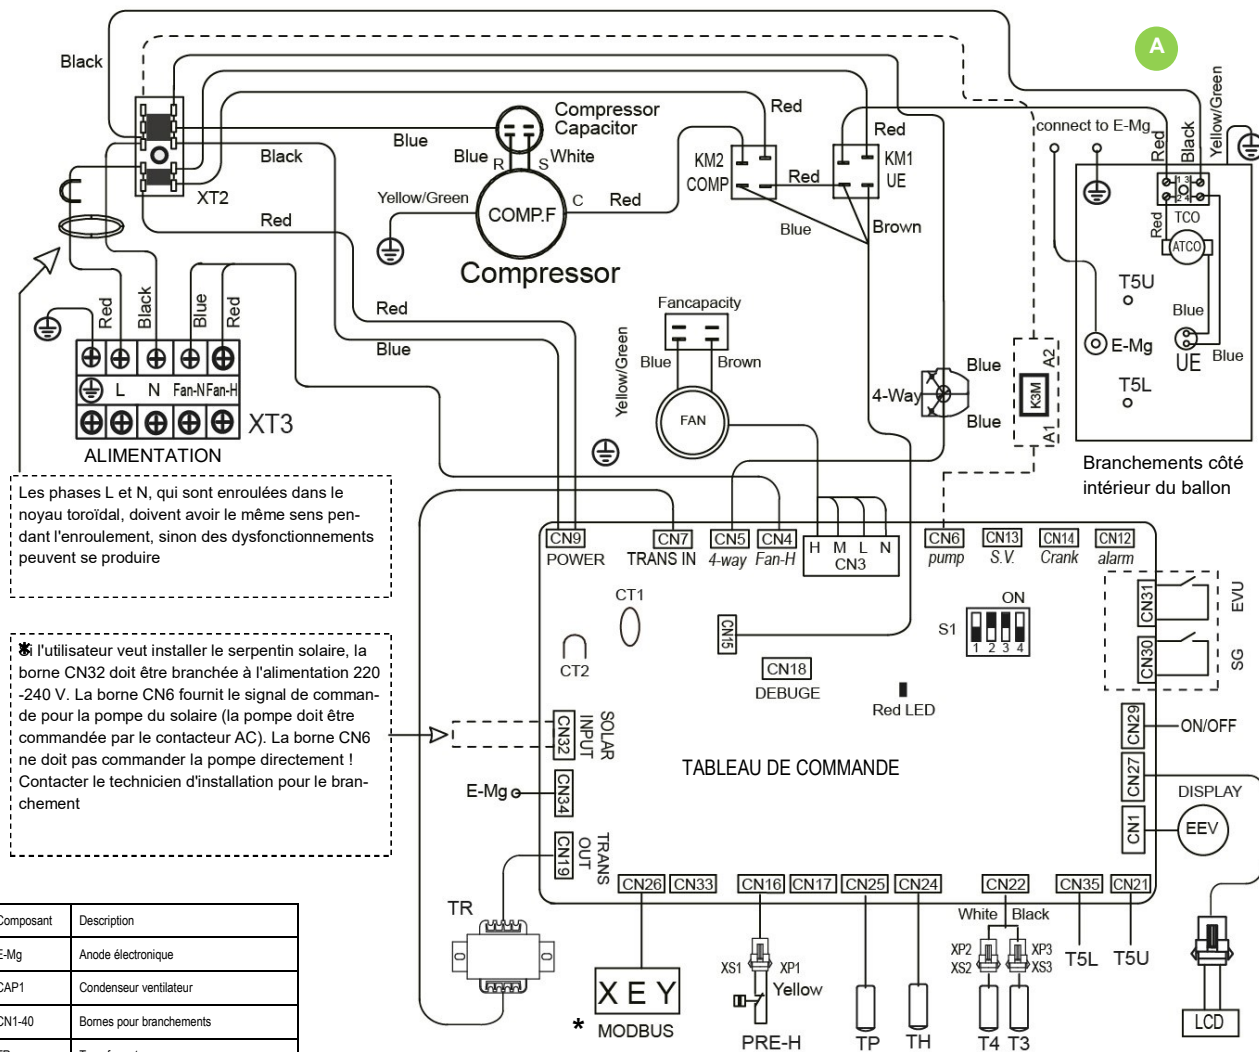 A
Black
Compressor
Capacitor
Blue
Blue
White
R
S
Black
Red
XT2
Yellow/Green
COMP.F
C
Red
Compressor
Red
KM2
COMP
Red
Red
KM1
UE
Blue
Brown
connect to E-Mg
Red
Black
Yellow/Green
1 3
2 4
TCO
Red
ATCO
T5U
Blue
E-Mg
UE
Blue
T5L
Branchements côté
intérieur du ballon
Red
Black
Blue
Red
Red
Blue
L N Fan-N Fan-H
XT3
ALIMENTATION
Fancapacity
Yellow/Green
Blue
Brown
FAN
4-Way
Blue
Blue
A2
K3M
A1
Les phases L et N, qui sont enroulées dans le
noyau toroïdal, doivent avoir le même sens pen-
dant l'enroulement, sinon des dysfonctionnements
peuvent se produire
i l'utilisateur veut installer le serpentin solaire, la
borne CN32 doit être branchée à l'alimentation 220
-240 V. La borne CN6 fournit le signal de comman-
de pour la pompe du solaire (la pompe doit être
commandée par le contacteur AC). La borne CN6
ne doit pas commander la pompe directement !
Contacter le technicien d'installation pour le bran-
chement
CN9
POWER
CN7
TRANS IN
CN5
4-way
CN4
Fan-H
H M L N
CN3
CN6
pump
CN13
S.V.
CN14
Crank
CN12
alarm
CT1
CT2
CN15
CN18
DEBUGE
ON
S1
1 2 3 4
Red LED
CN31
EVU
CN30
SG
CN29
ON/OFF
CN27
DISPLAY
CN1
EEV
SOLAR
INPUT
CN32
TABLEAU DE COMMANDE
E-Mg
CN34
TRANS
OUT
CN19
CN26
CN33
CN16
CN17
CN25
CN24
CN22
CN35
CN21
White
Black
TR
XS1
XP1
Yellow
XP2
XS2
XP3
XS3
T5L
T5U
XEY
* MODBUS
PRE-H
TP
TH
T4
T3
LCD
Composant Description
E-Mg Anode électronique
CAP1 Condenseur ventilateur
CN1-40 Bornes pour branchements